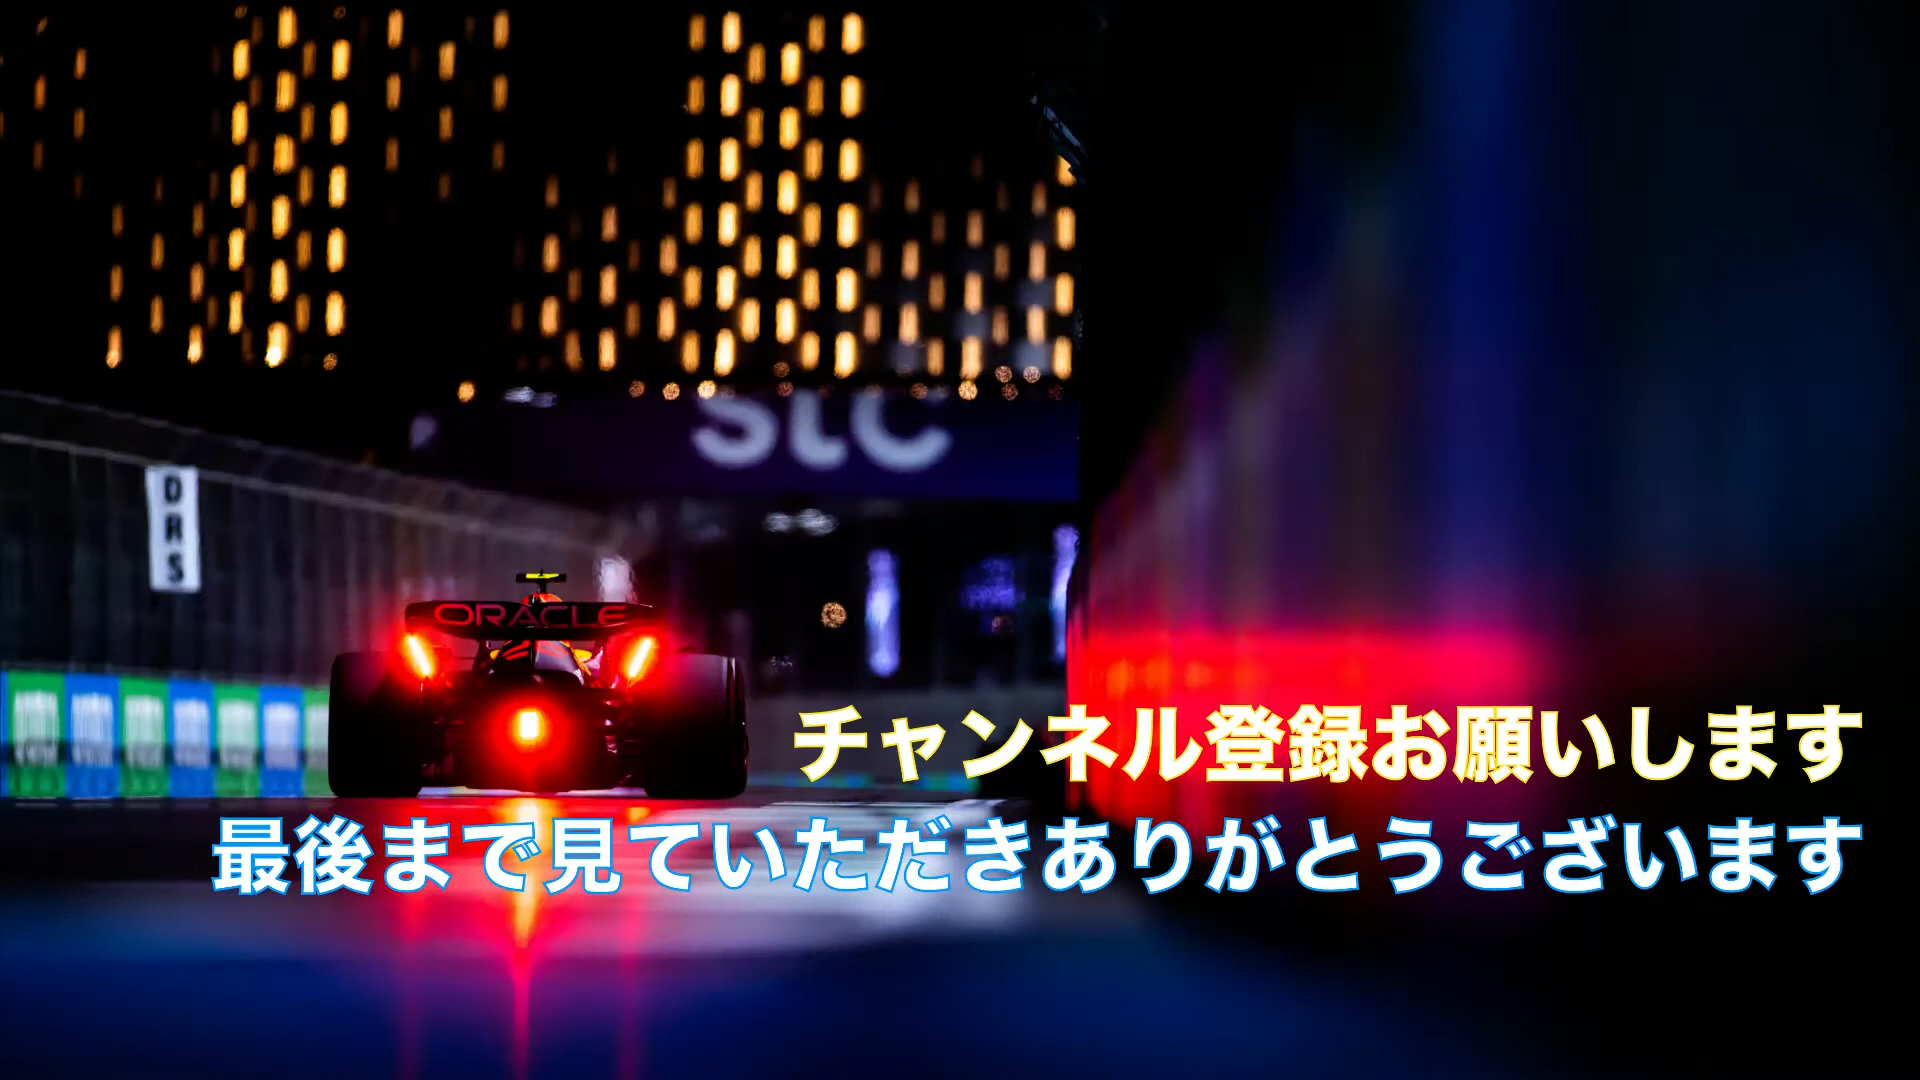 stc
DRS
ORACLE
チャンネル登録お願いします
最後まで見ていただきありがとうございます